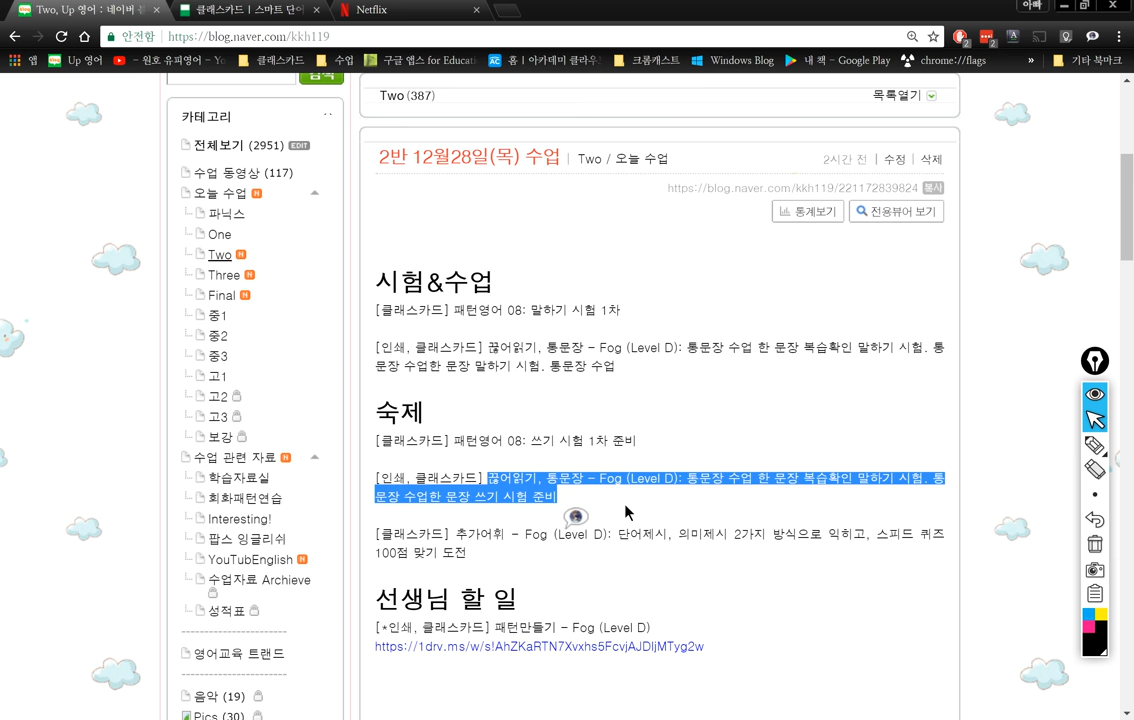 Two, Up 영어 : 네이버 블
클래스카드 | 스마트 단어
Netflix
아빠
안전함 | https://blog.naver.com/kkh119
앱
Up 영어
- 원호 유피영어 - Yo
클래스카드
수업
구글 앱스 for Educati
홈 | 아카데미 클라우
크롬캐스트
Windows Blog
내 책 - Google Play
chrome://flags
»
기타 북마크
검색
Two (387)
목록열기
카테고리
전체보기 (2951) EDIT
수업 동영상 (117)
오늘 수업 N
파닉스
One
Two N
Three N
Final N
중1
중2
중3
고1
고2
고3
보강
수업 관련 자료 N
학습자료실
회화패턴연습
Interesting!
팝스 잉글리쉬
YouTubEnglish N
수업자료 Archieve
성적표
-----------------------
영어교육 트랜드
-----------------------
음악 (19)
Pics (30)
2반 12월28일(목) 수업 | Two / 오늘 수업
2시간 전 | 수정 | 삭제
https://blog.naver.com/kkh119/221172839824 복사
통계보기
전용뷰어 보기
시험&수업
[클래스카드] 패턴영어 08: 말하기 시험 1차
[인쇄, 클래스카드] 끊어읽기, 통문장 - Fog (Level D): 통문장 수업 한 문장 복습확인 말하기 시험. 통
문장 수업한 문장 말하기 시험. 통문장 수업
숙제
[클래스카드] 패턴영어 08: 쓰기 시험 1차 준비
[인쇄, 클래스카드] 끊어읽기, 통문장 - Fog (Level D): 통문장 수업 한 문장 복습확인 말하기 시험. 통
문장 수업한 문장 쓰기 시험 준비
[클래스카드] 추가어휘 - Fog (Level D): 단어제시, 의미제시 2가지 방식으로 익히고, 스피드 퀴즈
100점 맞기 도전
선생님 할 일
[*인쇄, 클래스카드] 패턴만들기 - Fog (Level D)
https://1drv.ms/w/s!AhZKaRTN7Xvxhs5FcvjAJDIjMTyg2w